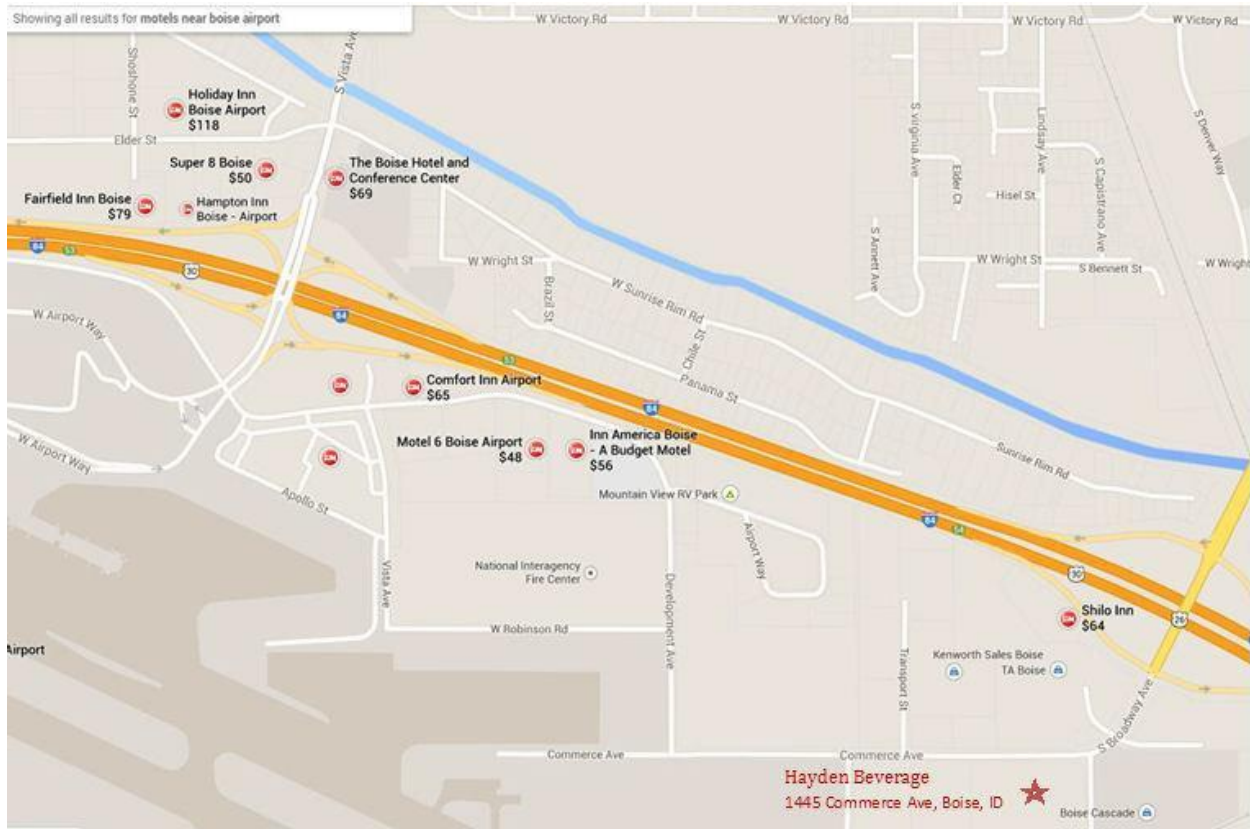 Showing all results for motels near boise airport
W Victory Rd
W Victory Rd
W Victory Rd
W Victory Rd
S Vista Ave
Shoshone St
Holiday Inn
Boise Airport
$118
Elder St
Super 8 Boise
$50
The Boise Hotel and
Conference Center
$69
Fairfield Inn Boise
$79
Hampton Inn
Boise - Airport
S Virginia Ave
Lindsay Ave
S Denver Way
Elder Ct
S Capistrano Ave
Hisel St
S Annett Ave
W Wright St
W Wright St
S Bennett St
W Wright
84
53
30
Brazil St
W Sunrise Rim Rd
W Airport Way
84
Chile St
53
Panama St
Comfort Inn Airport
$65
84
Motel 6 Boise Airport
$48
Inn America Boise
- A Budget Motel
$56
W Airport Way
Sunrise Rim Rd
Apollo St
Mountain View RV Park
84
54
Airport Way
National Interagency
Fire Center
Vista Ave
Development Ave
30
Shilo Inn
$64
26
W Robinson Rd
Airport
Transport St
Kenworth Sales Boise
TA Boise
S Broadway Ave
Commerce Ave
Commerce Ave
Hayden Beverage
1445 Commerce Ave, Boise, ID
Boise Cascade